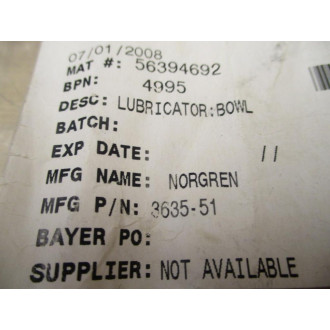 07/01/2008
MAT #: 56394692
BPN: 4995
DESC: LUBRICATOR:BOWL
BATCH:
EXP DATE: / /
MFG NAME: NORGREN
MFG P/N: 3635-51
BAYER PO:
SUPPLIER: NOT AVAILABLE